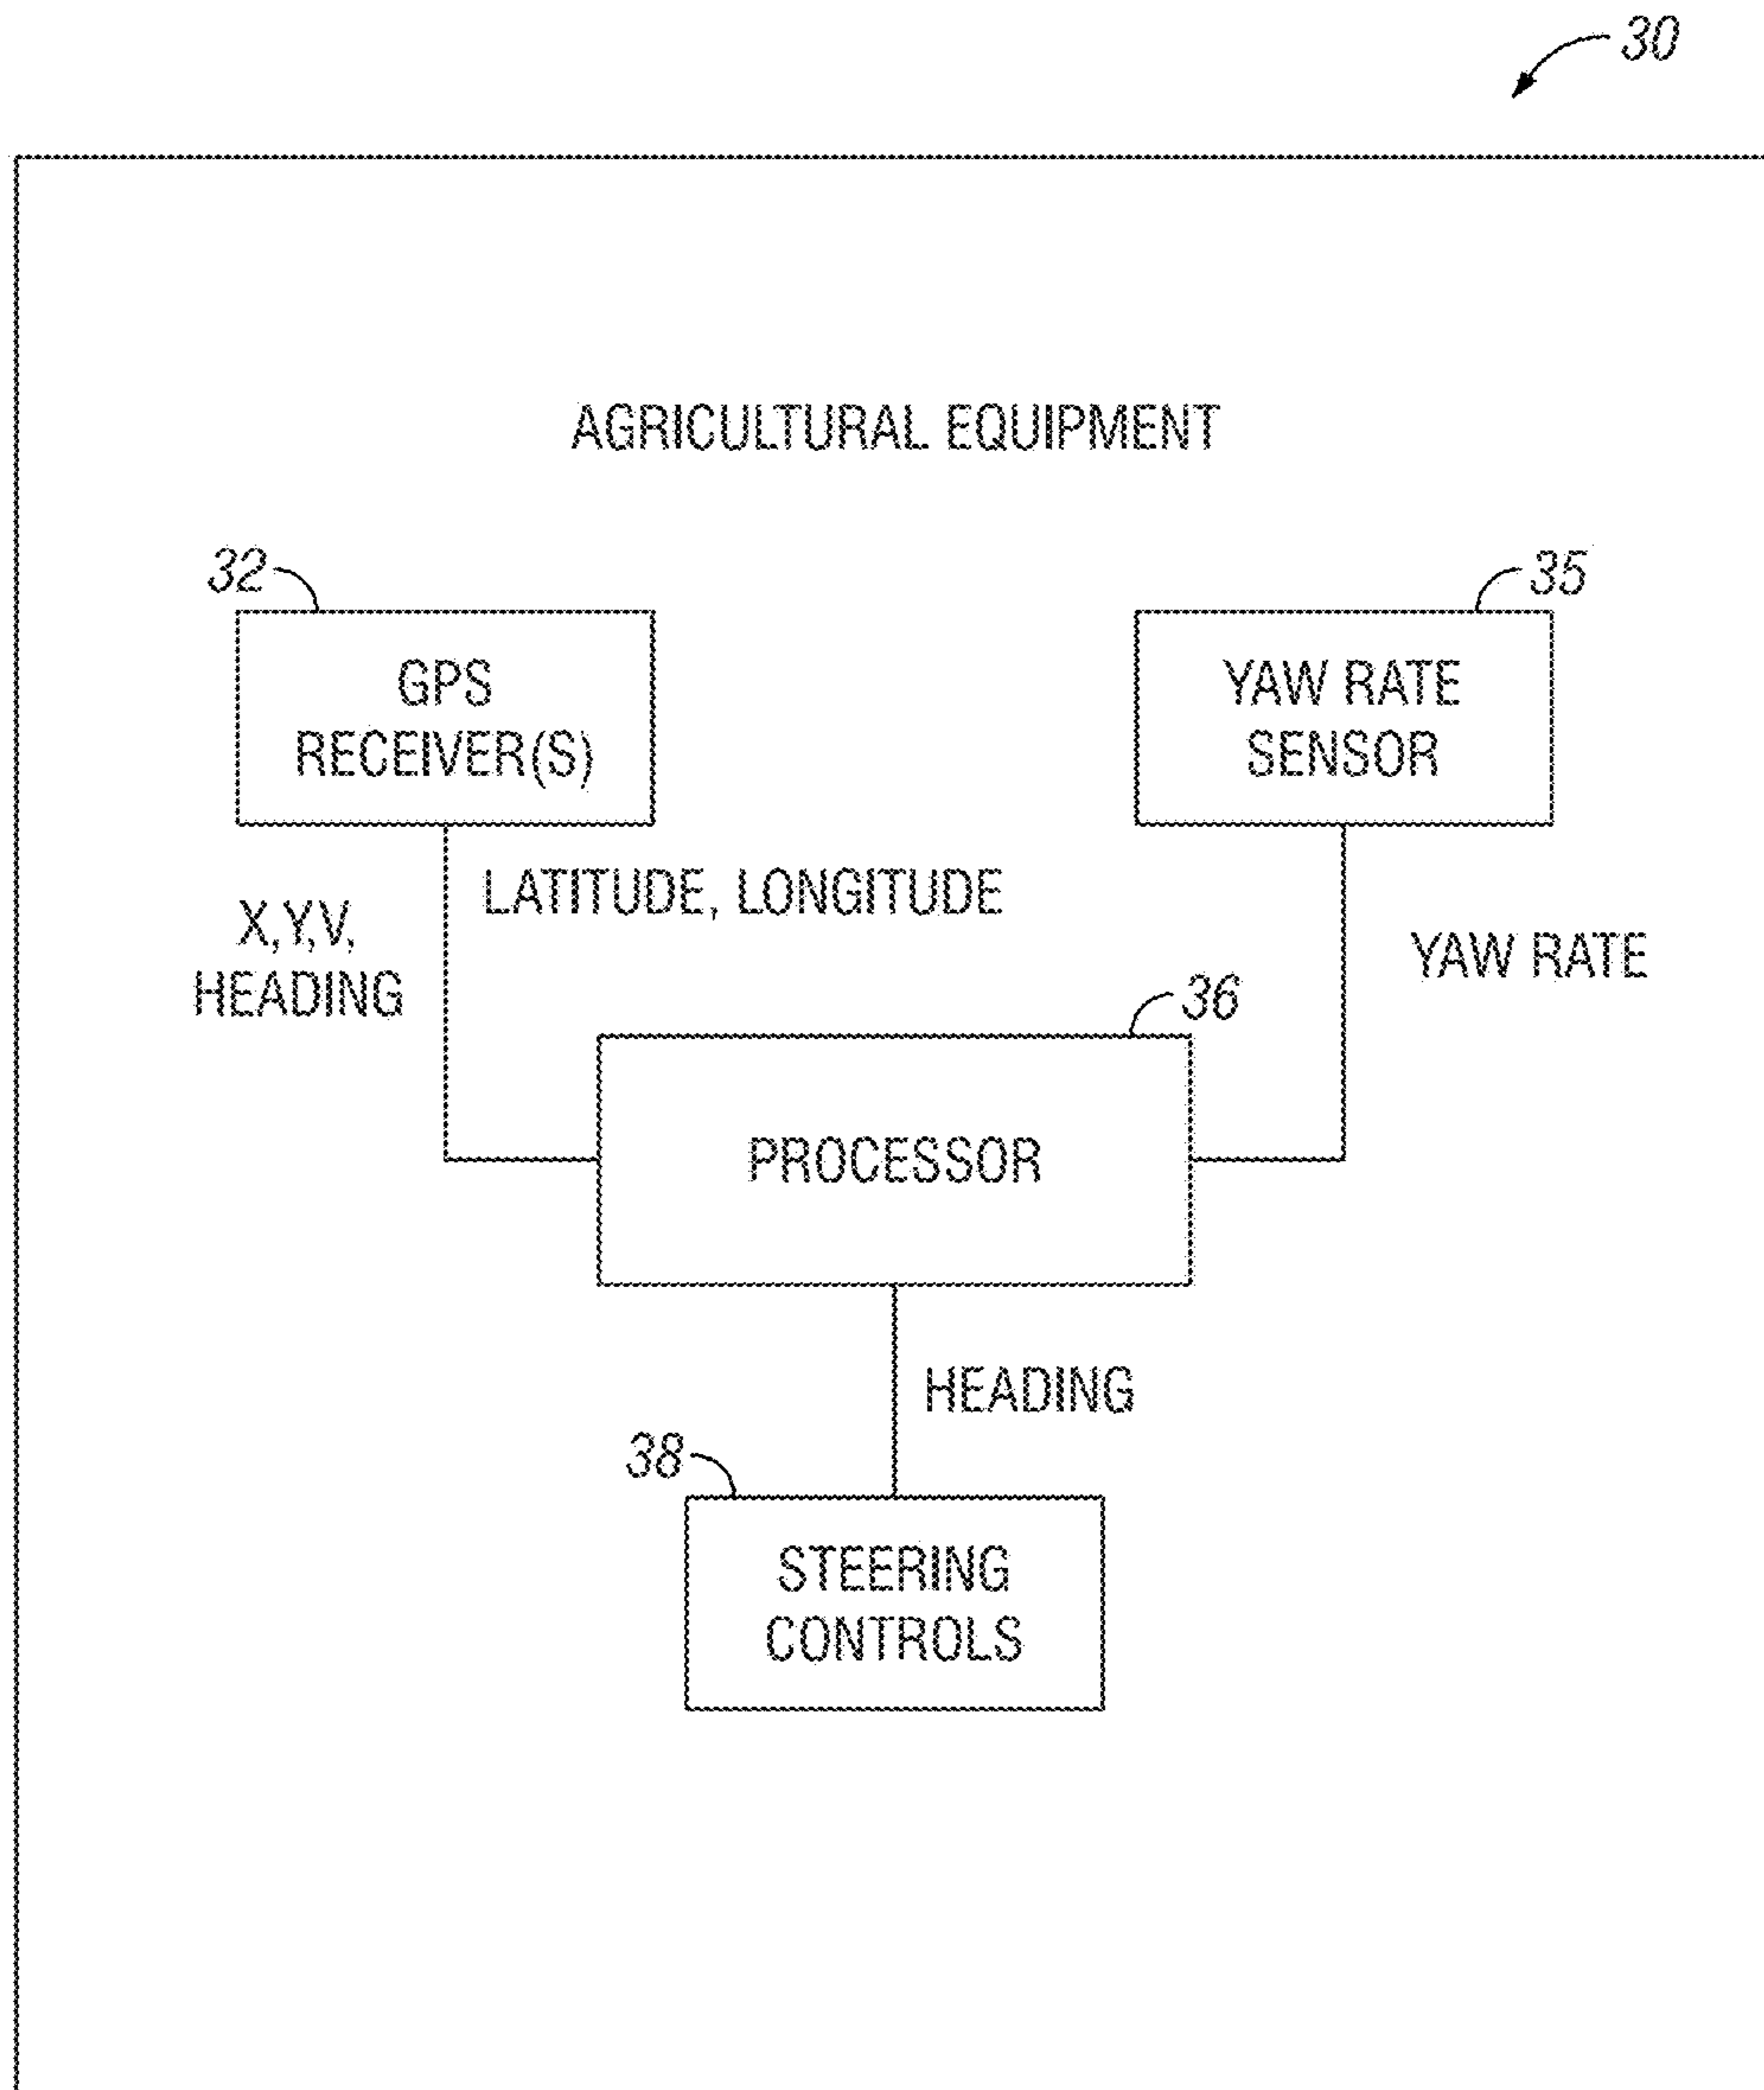 30
AGRICULTURAL EQUIPMENT
32
35
GPS
RECEIVER(S)
YAW RATE
SENSOR
LATITUDE, LONGITUDE
X,Y,V,
HEADING
YAW RATE
36
PROCESSOR
HEADING
38
STEERING
CONTROLS